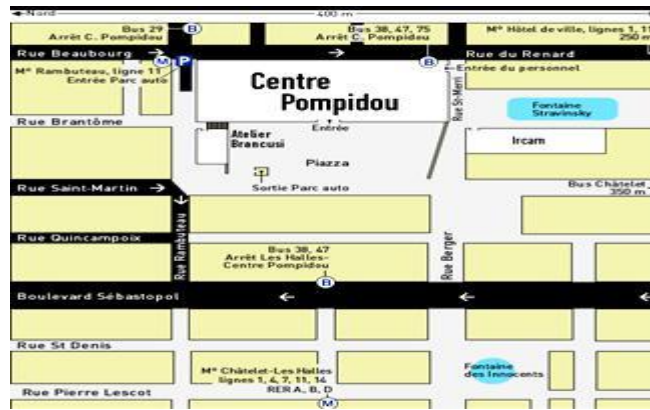 Nord
400 m
Bus 29
Arrêt C. Pompidou
B
Bus 38, 47, 75
Arrêt C. Pompidou
Mº Hôtel de ville, lignes 1, 11
250 m
Rue Beaubourg
Rue du Renard
M
P
B
Mº Rambuteau, ligne 11
Entrée Parc auto
Entrée du personnel
Centre
Pompidou
Rue St-Merri
Fontaine
Stravinsky
Rue Brantôme
Entrée
Atelier
Brancusi
Ircam
Piazza
Rue Saint-Martin
Sortie Parc auto
Bus Châtelet
350 m
Rue Quincampoix
Rue Rambuteau
Bus 38, 47
Arrêt Les Halles-
Centre Pompidou
B
Rue Berger
Boulevard Sébastopol
Rue St Denis
Mº Châtelet-Les Halles
lignes 1, 4, 7, 11, 14
RER A, B, D
M
Fontaine
des Innocents
Rue Pierre Lescot